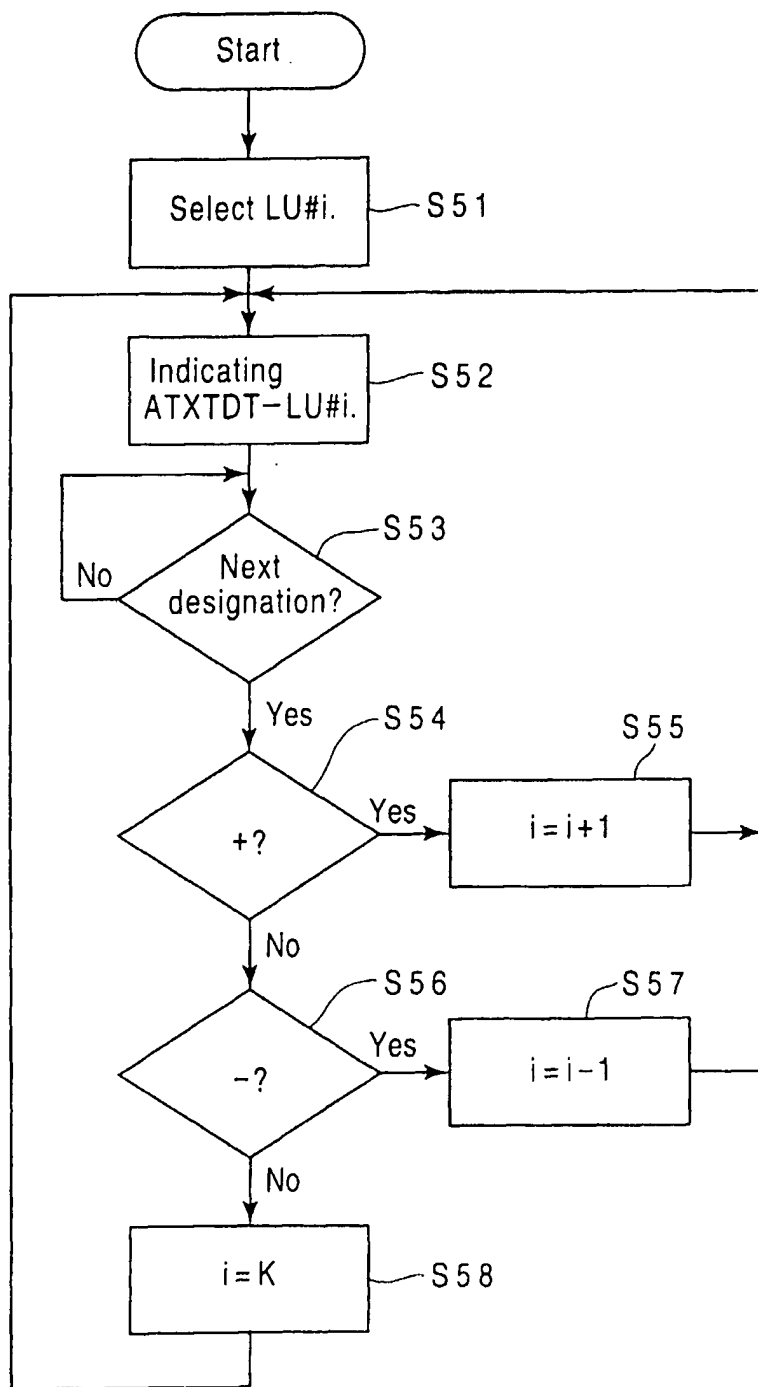 Start
Select LU#i.
S51
Indicating
ATXTDT-LU#i.
S52
S53
Next
designation?
No
Yes
S54
+?
Yes
S55
i=i+1
No
S56
-?
Yes
S57
i=i-1
No
i=K
S58